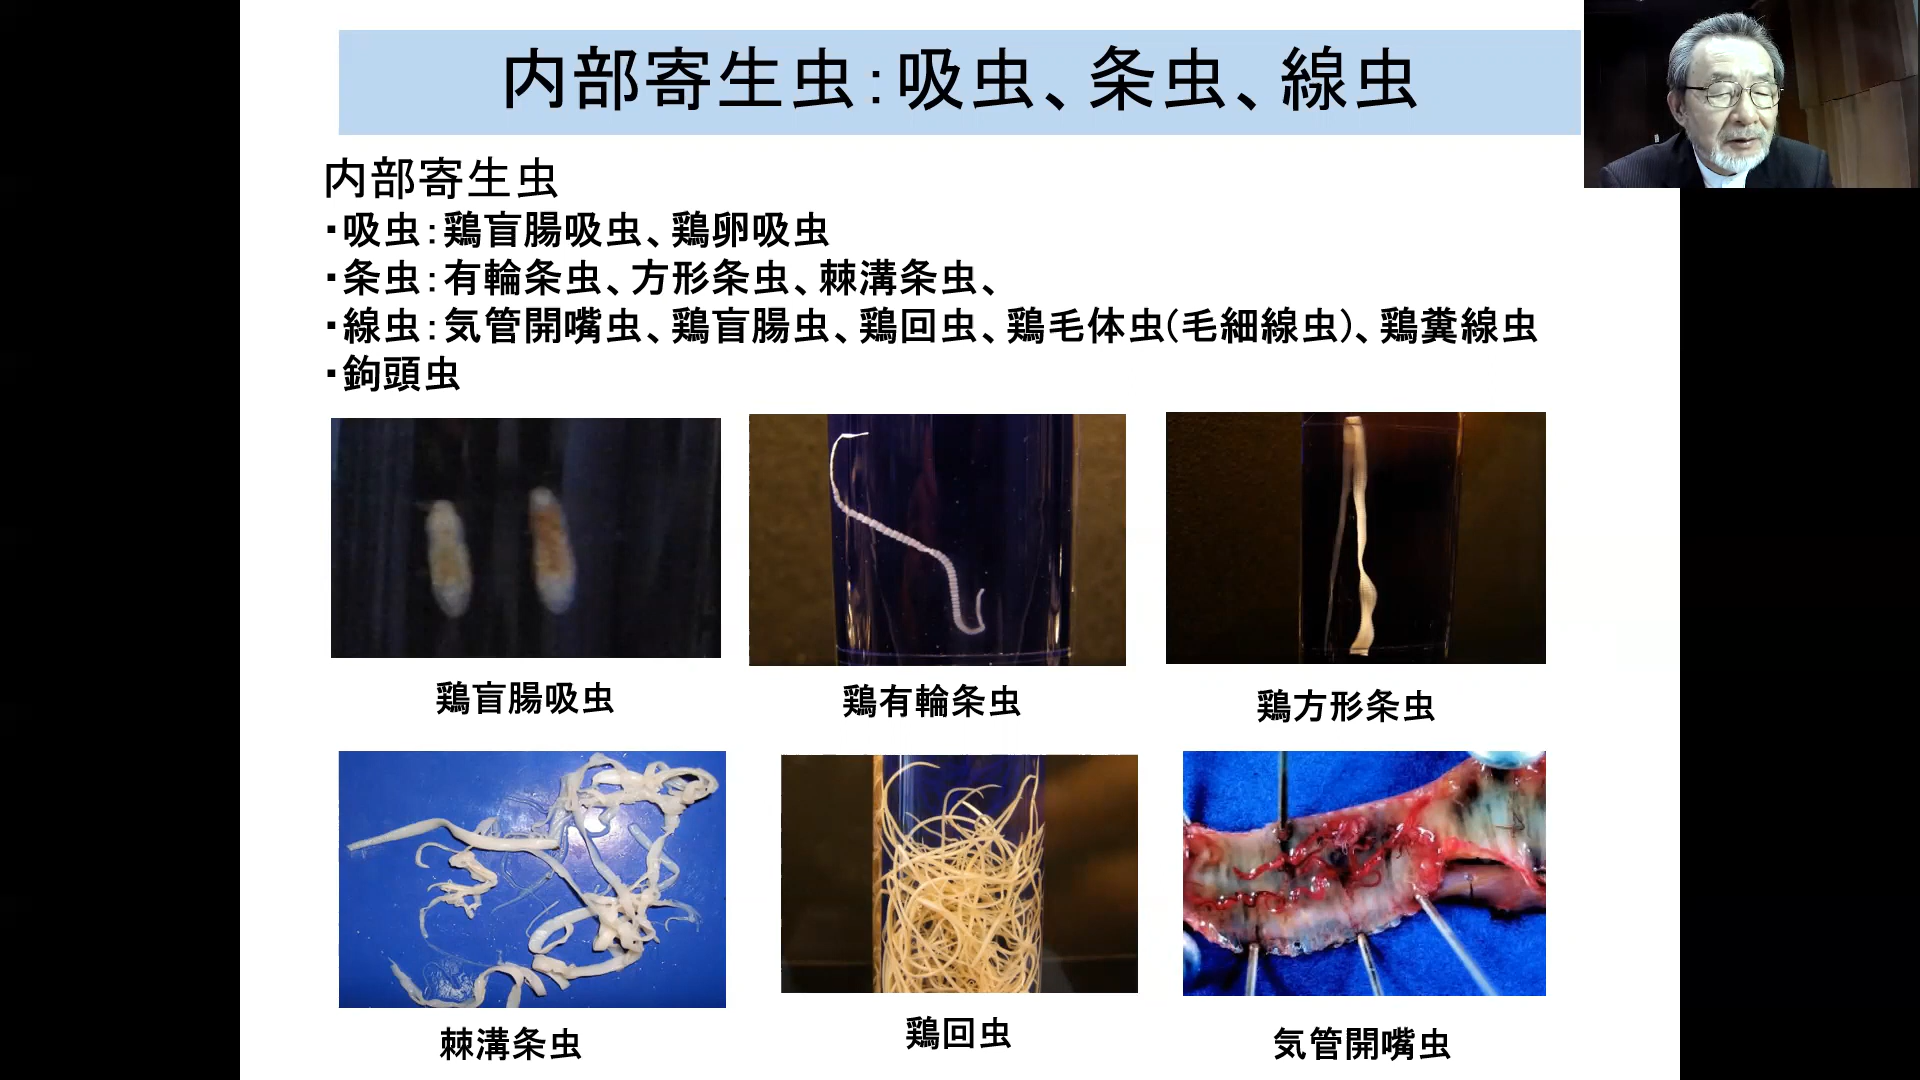 内部寄生虫：吸虫、条虫、線虫
内部寄生虫
・吸虫：鶏盲腸吸虫、鶏卵吸虫
・条虫：有輪条虫、方形条虫、棘溝条虫、
・線虫：気管開嘴虫、鶏盲腸虫、鶏回虫、鶏毛体虫(毛細線虫)、鶏糞線虫
・鉤頭虫
鶏盲腸吸虫
鶏有輪条虫
鶏方形条虫
棘溝条虫
鶏回虫
気管開嘴虫